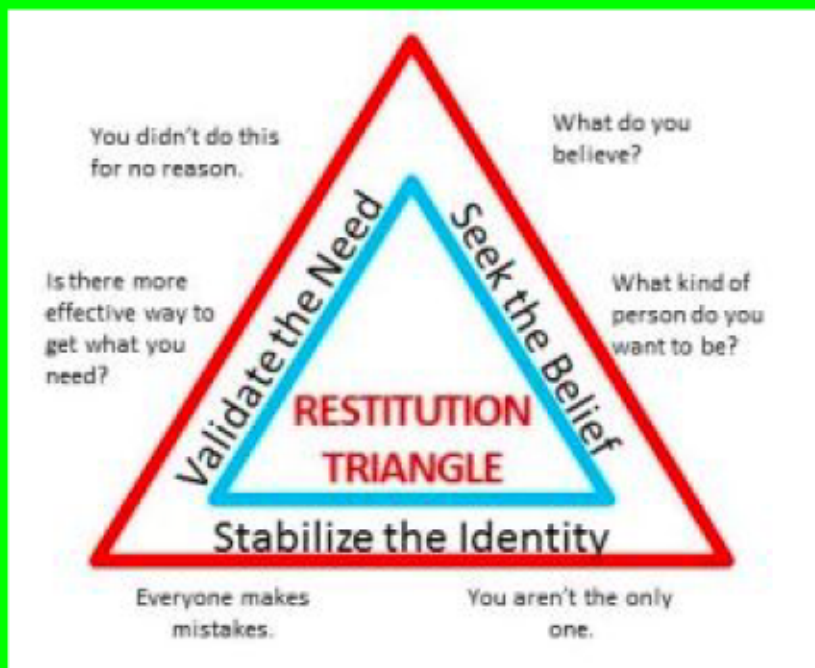 You didn't do this
for no reason.
What do you
believe?
Validate the Need
Seek the Belief
Is there more
effective way to
get what you
need?
What kind of
person do you
want to be?
RESTITUTION
TRIANGLE
Stabilize the Identity
Everyone makes
mistakes.
You aren't the only
one.